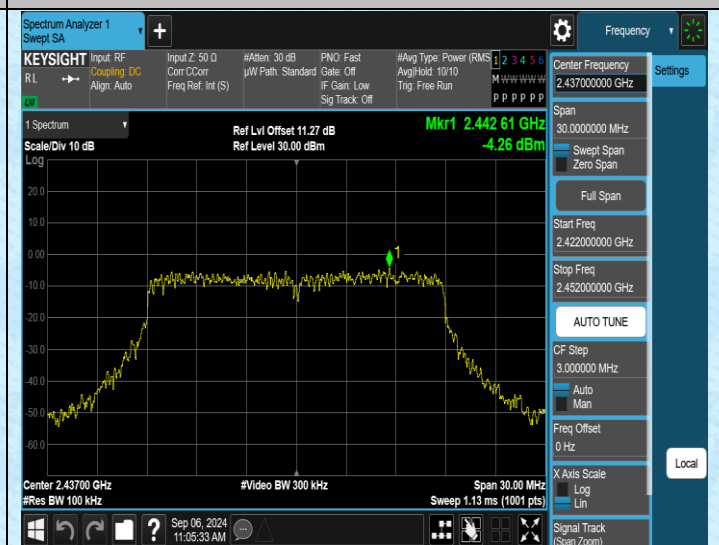 Spectrum Analyzer 1
Swept SA
Frequency
KEYSIGHT
RL
LXI
Input: RF
Coupling: DC
Align: Auto
Input Z: 50 Ω
Corr CCorr
Freq Ref: Int (S)
#Atten: 30 dB
µW Path: Standard
PNO: Fast
Gate: Off
IF Gain: Low
Sig Track: Off
#Avg Type: Power (RMS
Avg|Hold: 10/10
Trig: Free Run
1 2 3 4 5 6
M W W W W W
P P P P P P
1 Spectrum
Scale/Div 10 dB
Log
Ref Lvl Offset 11.27 dB
Ref Level 30.00 dBm
Mkr1 2.442 61 GHz
-4.26 dBm
20.0
10.0
0.00
-10.0
-20.0
-30.0
-40.0
-50.0
-60.0
1
Center 2.43700 GHz
#Res BW 100 kHz
#Video BW 300 kHz
Span 30.00 MHz
Sweep 1.13 ms (1001 pts)
Center Frequency
2.437000000 GHz
Span
30.0000000 MHz
Swept Span
Zero Span
Full Span
Start Freq
2.422000000 GHz
Stop Freq
2.452000000 GHz
AUTO TUNE
CF Step
3.000000 MHz
Auto
Man
Freq Offset
0 Hz
X Axis Scale
Log
Lin
Signal Track
(Span Zoom)
Settings
Local
?
Sep 06, 2024
11:05:33 AM